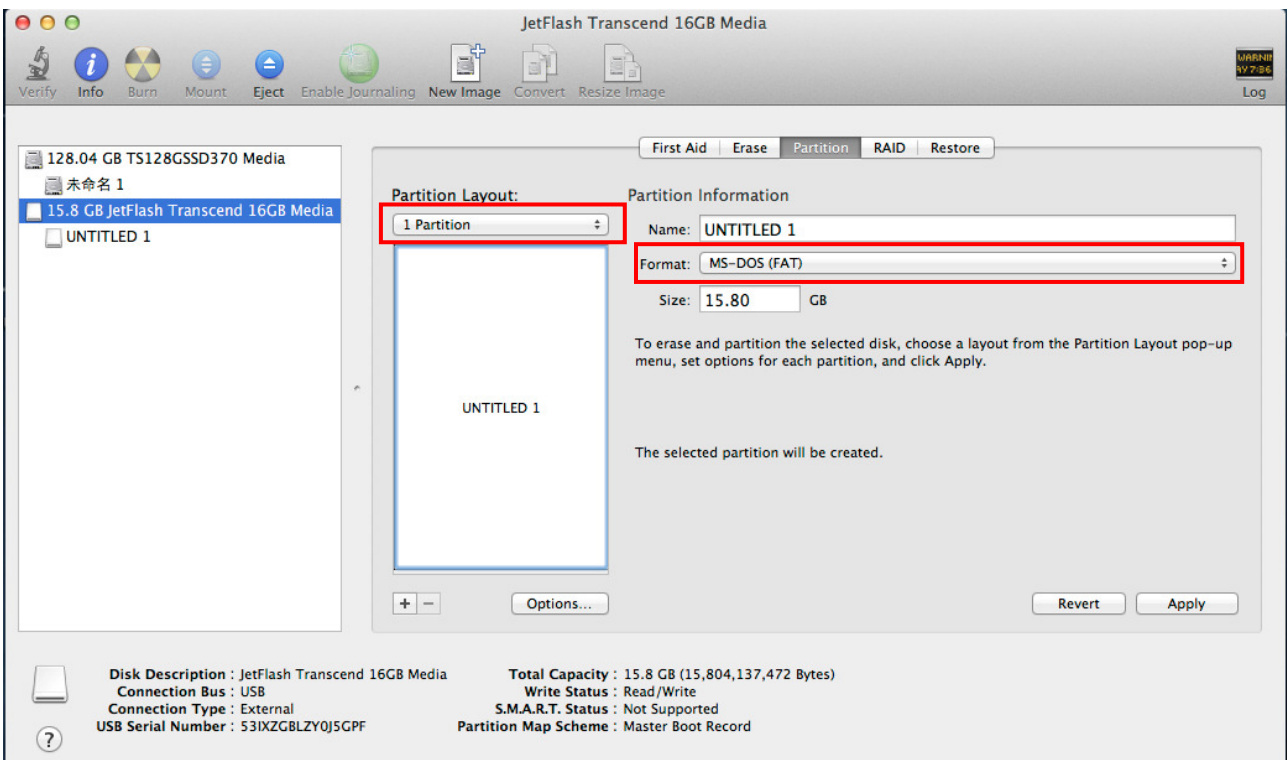 JetFlash Transcend 16GB Media
Verify Info Burn Mount Eject Enable Journaling New Image Convert Resize Image Log
WARNIN
AY 7:36
128.04 GB TS128GSSD370 Media
未命名 1
15.8 GB JetFlash Transcend 16GB Media
UNTITLED 1
First Aid Erase Partition RAID Restore
Partition Layout:
1 Partition
UNTITLED 1
+ − Options...
Partition Information
Name: UNTITLED 1
Format: MS-DOS (FAT)
Size: 15.80 GB
To erase and partition the selected disk, choose a layout from the Partition Layout pop-up
menu, set options for each partition, and click Apply.
The selected partition will be created.
Revert Apply
Disk Description : JetFlash Transcend 16GB Media
Connection Bus : USB
Connection Type : External
USB Serial Number : 53IXZGBLZY0J5GPF
Total Capacity : 15.8 GB (15,804,137,472 Bytes)
Write Status : Read/Write
S.M.A.R.T. Status : Not Supported
Partition Map Scheme : Master Boot Record
?